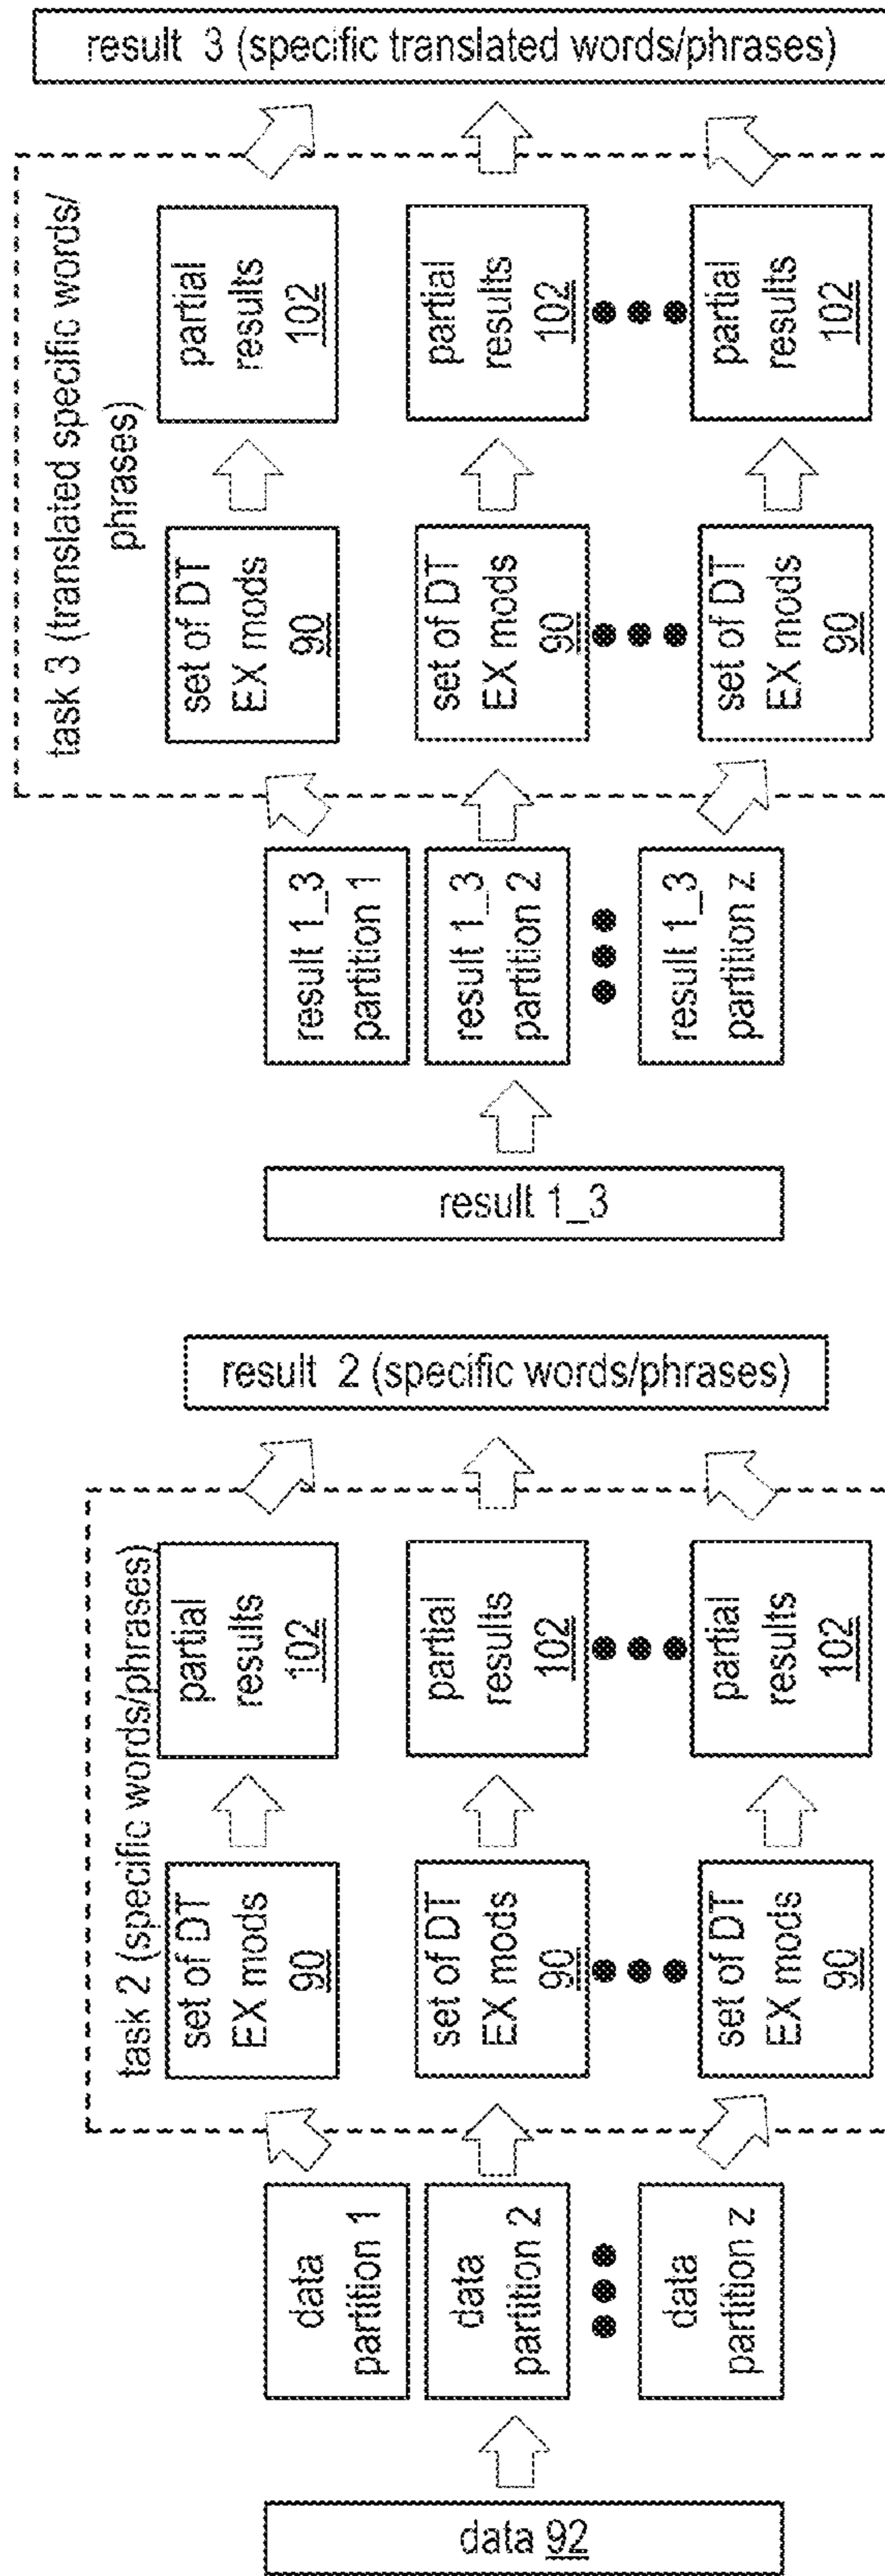 data 92
data
partition 1
data
partition 2
data
partition z
task 2 (specific words/phrases)
set of DT
EX mods
90
set of DT
EX mods
90
set of DT
EX mods
90
partial
results
102
partial
results
102
partial
results
102
result 2 (specific words/phrases)
result 1_3
result 1_3
partition 1
result 1_3
partition 2
result 1_3
partition z
task 3 (translated specific words/
phrases)
set of DT
EX mods
90
set of DT
EX mods
90
set of DT
EX mods
90
partial
results
102
partial
results
102
partial
results
102
result 3 (specific translated words/phrases)